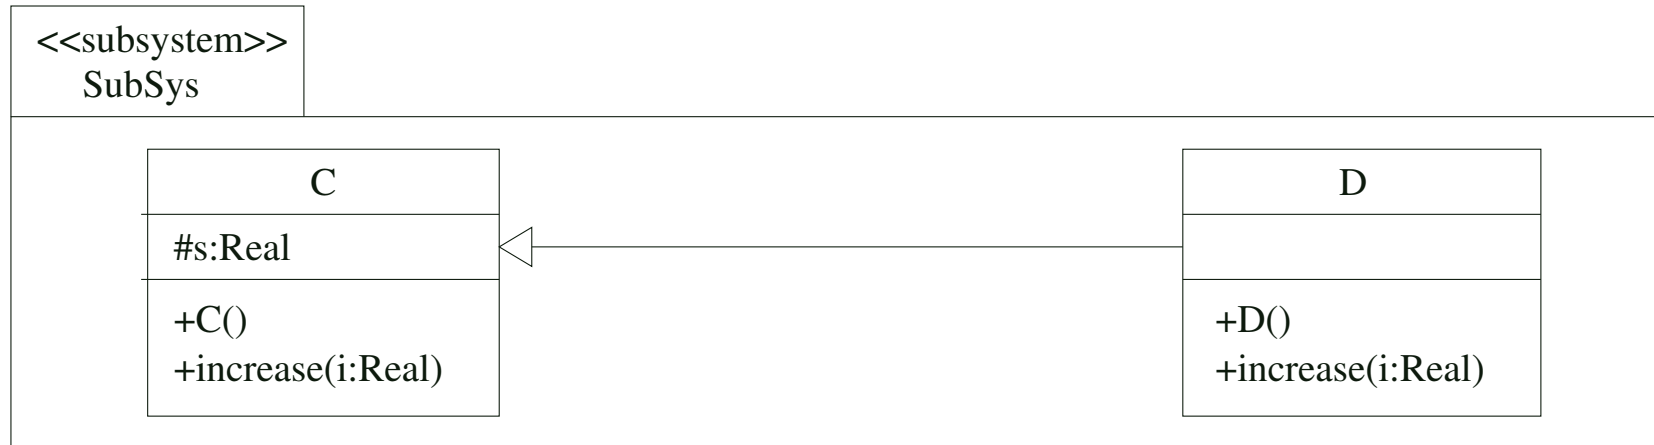 <<subsystem>>
SubSys
C
#s:Real
+C()
+increase(i:Real)
D
+D()
+increase(i:Real)